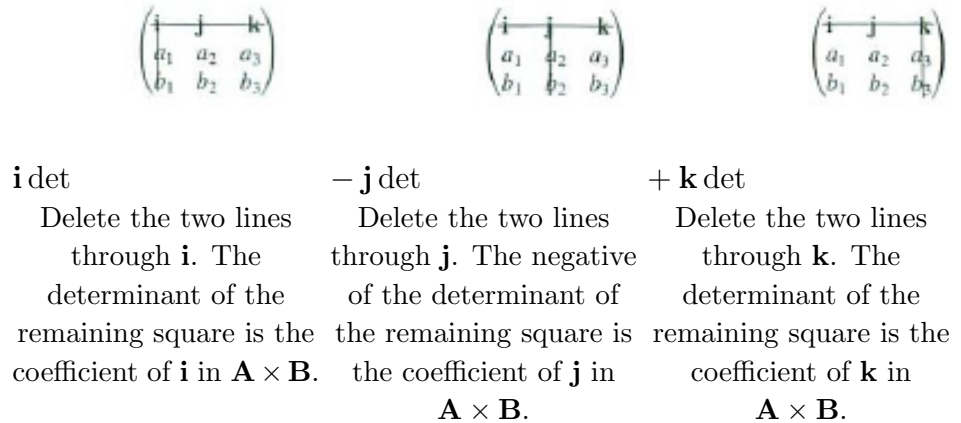 i j k i j k i j k
a₁ a₂ a₃ a₁ a₂ a₃ a₁ a₂ a₃
b₁ b₂ b₃ b₁ b₂ b₃ b₁ b₂ b₃
i det − j det + k det
Delete the two lines
through i. The
determinant of the
remaining square is the
coefficient of i in A × B.
Delete the two lines
through j. The negative
of the determinant of
the remaining square is
the coefficient of j in
A × B.
Delete the two lines
through k. The
determinant of the
remaining square is the
coefficient of k in
A × B.